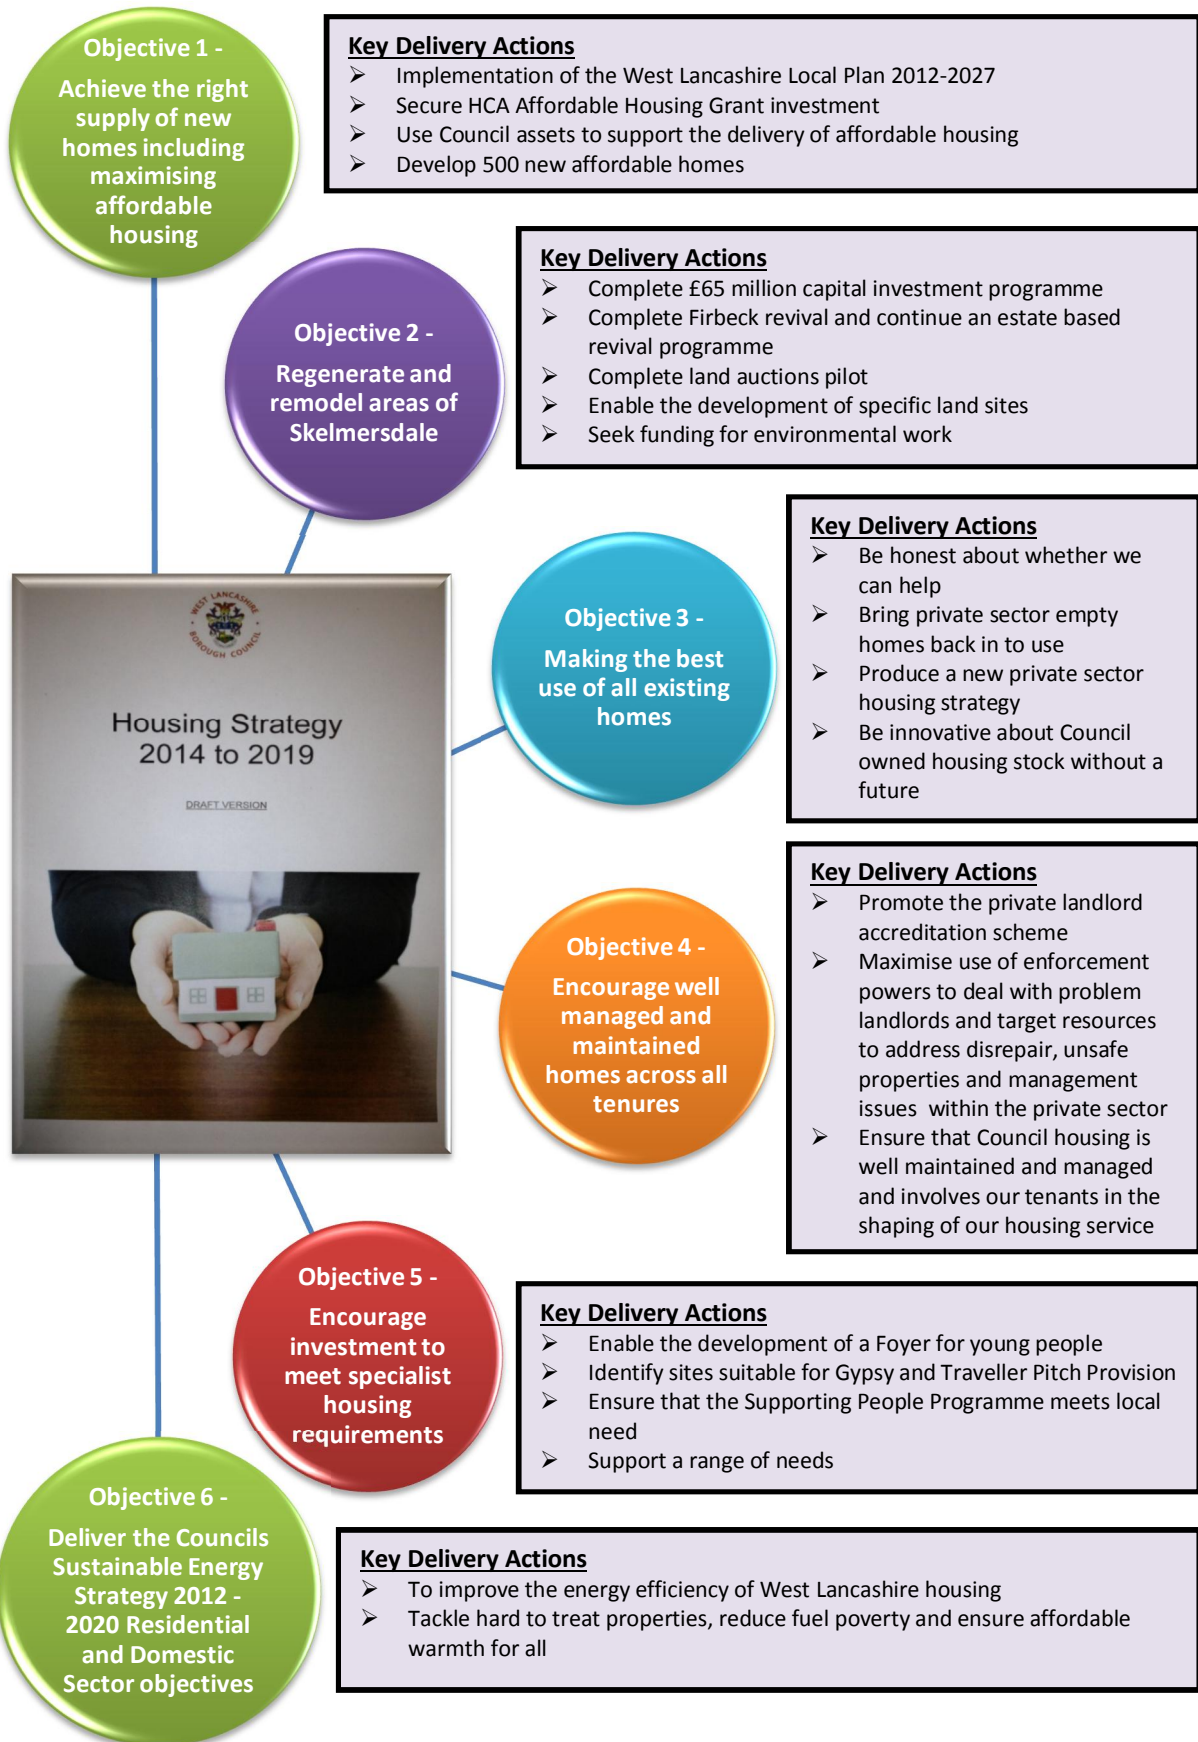 Objective 1 -
Achieve the right
supply of new
homes including
maximising
affordable
housing
Key Delivery Actions
➢ Implementation of the West Lancashire Local Plan 2012-2027
➢ Secure HCA Affordable Housing Grant investment
➢ Use Council assets to support the delivery of affordable housing
➢ Develop 500 new affordable homes
Objective 2 -
Regenerate and
remodel areas of
Skelmersdale
Key Delivery Actions
➢ Complete £65 million capital investment programme
➢ Complete Firbeck revival and continue an estate based
revival programme
➢ Complete land auctions pilot
➢ Enable the development of specific land sites
➢ Seek funding for environmental work
WEST LANCASHIRE
BOROUGH COUNCIL
Housing Strategy
2014 to 2019
DRAFT VERSION
Objective 3 -
Making the best
use of all existing
homes
Key Delivery Actions
➢ Be honest about whether we
can help
➢ Bring private sector empty
homes back in to use
➢ Produce a new private sector
housing strategy
➢ Be innovative about Council
owned housing stock without a
future
Objective 4 -
Encourage well
managed and
maintained
homes across all
tenures
Key Delivery Actions
➢ Promote the private landlord
accreditation scheme
➢ Maximise use of enforcement
powers to deal with problem
landlords and target resources
to address disrepair, unsafe
properties and management
issues within the private sector
➢ Ensure that Council housing is
well maintained and managed
and involves our tenants in the
shaping of our housing service
Objective 5 -
Encourage
investment to
meet specialist
housing
requirements
Key Delivery Actions
➢ Enable the development of a Foyer for young people
➢ Identify sites suitable for Gypsy and Traveller Pitch Provision
➢ Ensure that the Supporting People Programme meets local
need
➢ Support a range of needs
Objective 6 -
Deliver the Councils
Sustainable Energy
Strategy 2012 -
2020 Residential
and Domestic
Sector objectives
Key Delivery Actions
➢ To improve the energy efficiency of West Lancashire housing
➢ Tackle hard to treat properties, reduce fuel poverty and ensure affordable
warmth for all